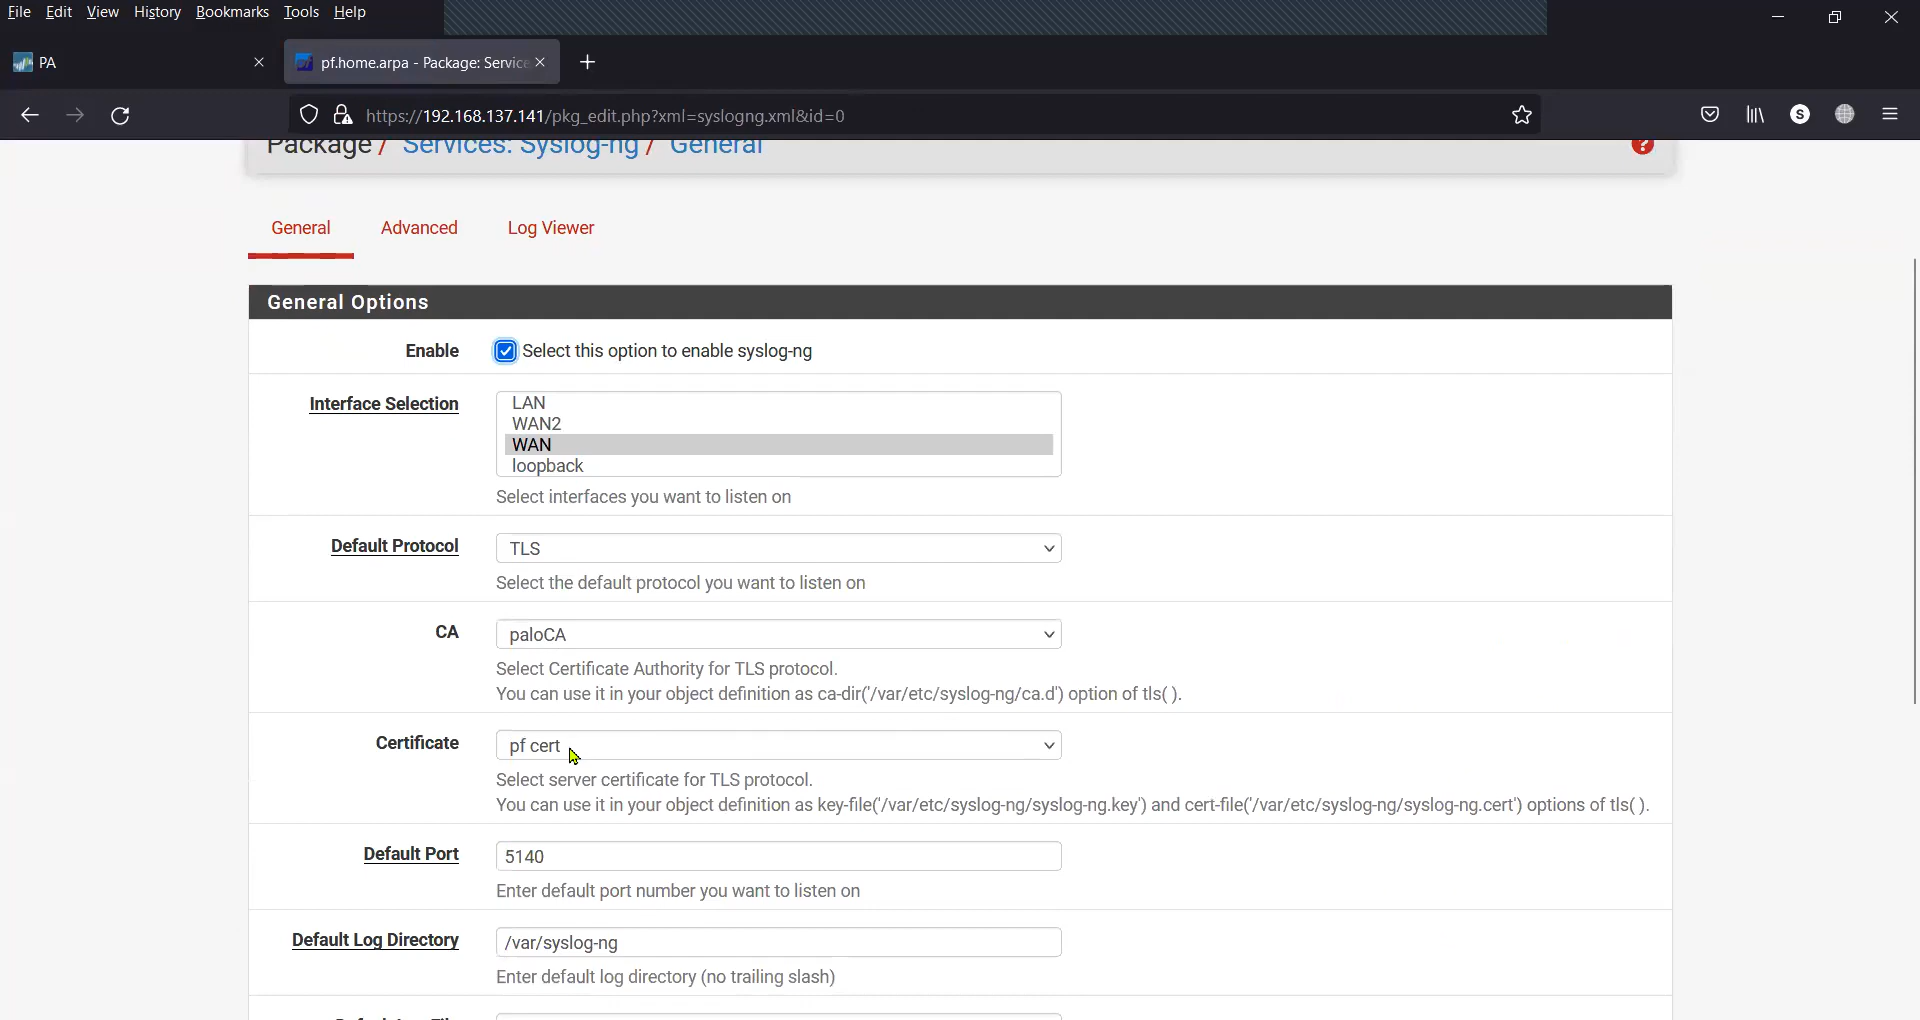 File Edit View History Bookmarks Tools Help
PA
pf.home.arpa - Package: Service
https://192.168.137.141/pkg_edit.php?xml=syslogng.xml&id=0
S
Package / Services: Syslog-ng / General
?
General Advanced Log Viewer
General Options
Enable Select this option to enable syslog-ng
Interface Selection
LAN
WAN2
WAN
loopback
Select interfaces you want to listen on
Default Protocol TLS
Select the default protocol you want to listen on
CA paloCA
Select Certificate Authority for TLS protocol.
You can use it in your object definition as ca-dir('/var/etc/syslog-ng/ca.d') option of tls( ).
Certificate pf cert
Select server certificate for TLS protocol.
You can use it in your object definition as key-file('/var/etc/syslog-ng/syslog-ng.key') and cert-file('/var/etc/syslog-ng/syslog-ng.cert') options of tls( ).
Default Port 5140
Enter default port number you want to listen on
Default Log Directory /var/syslog-ng
Enter default log directory (no trailing slash)